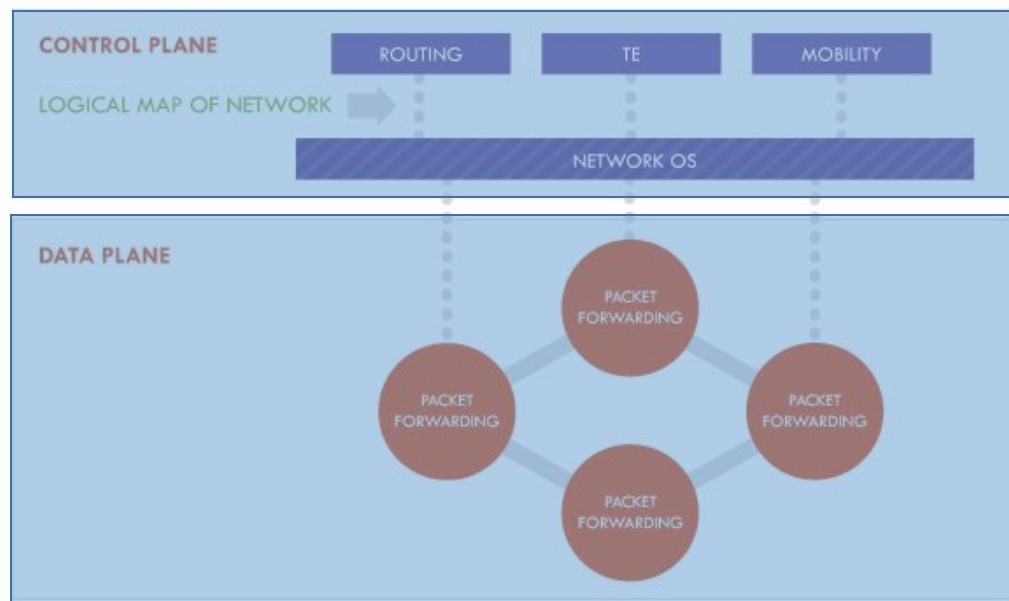 CONTROL PLANE
ROUTING
TE
MOBILITY
LOGICAL MAP OF NETWORK
NETWORK OS
DATA PLANE
PACKET
FORWARDING
PACKET
FORWARDING
PACKET
FORWARDING
PACKET
FORWARDING